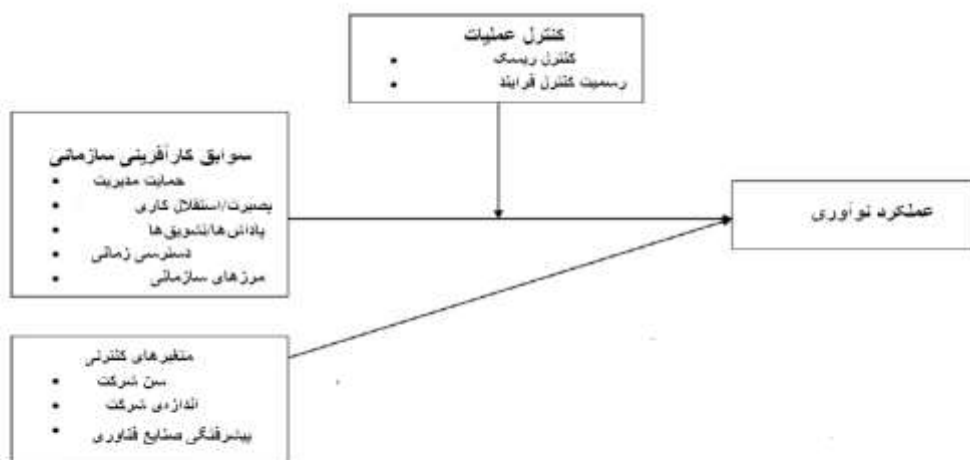 کنترل عملیات
کنترل ریسک
رسمیت کنترل فرایند
سوابق کارآفرینی سازمانی
حمایت مدیریت
بصیرت/استقلال کاری
پاداش‌ها/تشویق‌ها
دسترسی زمانی
مرزهای سازمانی
عملکرد نوآوری
متغیرهای کنترلی
سن شرکت
اندازه‌ی شرکت
پیشرفتگی صنایع فناوری